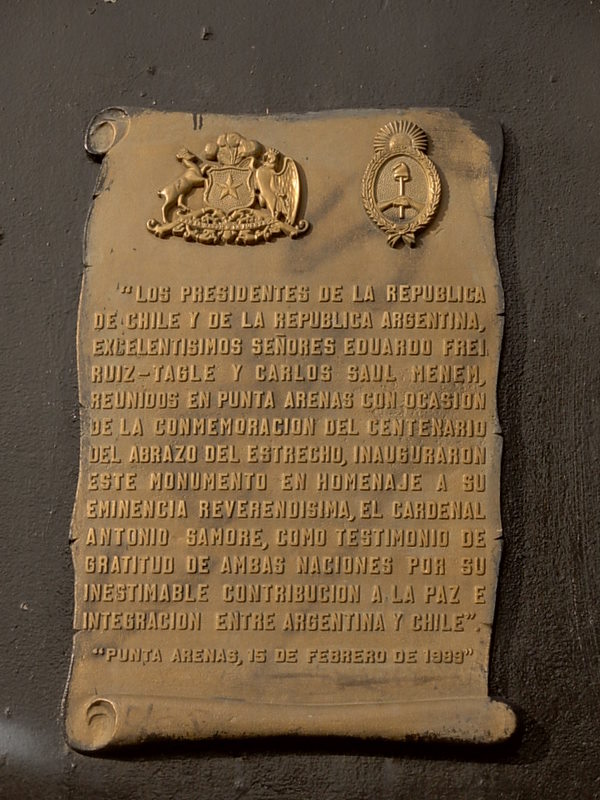 "LOS PRESIDENTES DE LA REPUBLICA
DE CHILE Y DE LA REPUBLICA ARGENTINA,
EXCELENTISIMOS SEÑORES EDUARDO FREI
RUIZ-TAGLE Y CARLOS SAUL MENEM,
REUNIDOS EN PUNTA ARENAS CON OCASION
DE LA CONMEMORACION DEL CENTENARIO
DEL ABRAZO DEL ESTRECHO, INAUGURARON
ESTE MONUMENTO EN HOMENAJE A SU
EMINENCIA REVERENDISIMA, EL CARDENAL
ANTONIO SAMORE, COMO TESTIMONIO DE
GRATITUD DE AMBAS NACIONES POR SU
INESTIMABLE CONTRIBUCION A LA PAZ E
INTEGRACION ENTRE ARGENTINA Y CHILE".
"PUNTA ARENAS, 15 DE FEBRERO DE 1999"